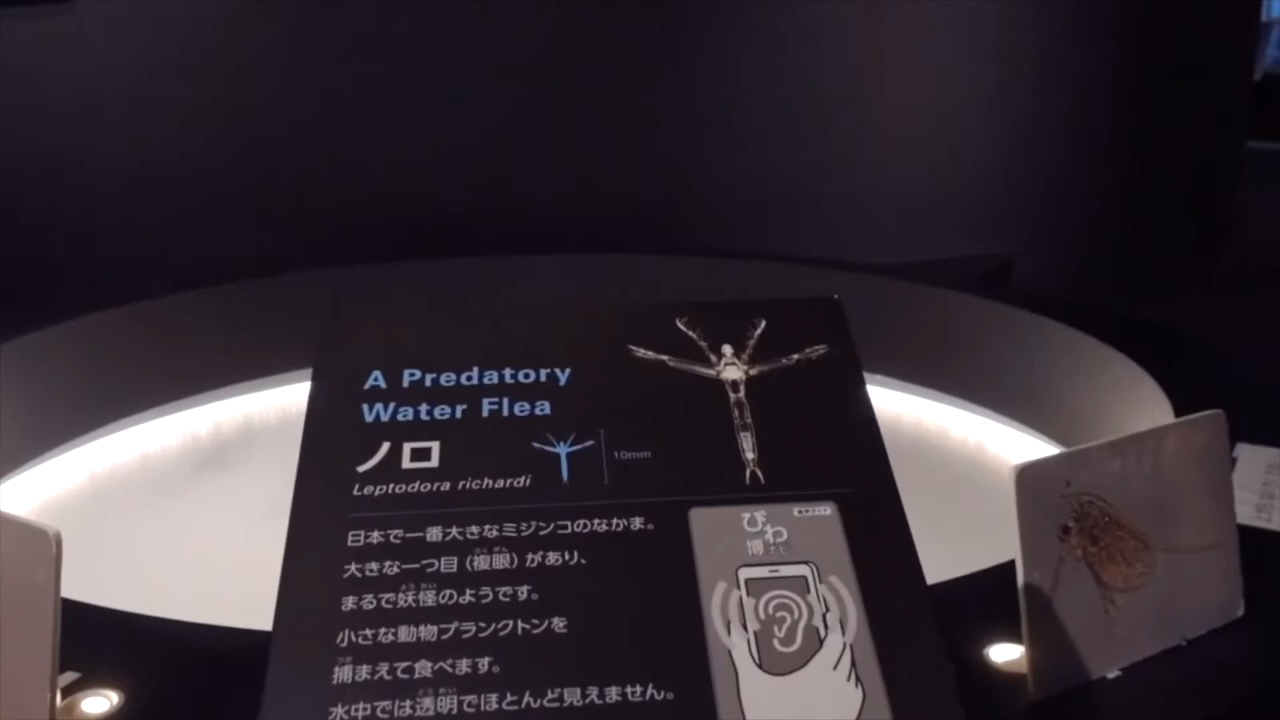 A Predatory
Water Flea
ノロ
10mm
Leptodora richardi
日本で一番大きなミジンコのなかま。
大きな一つ目（複眼）があり、
まるで妖怪のようです。
小さな動物プランクトンを
捕まえて食べます。
水中では透明でほとんど見えません。
びわ
博ナビ